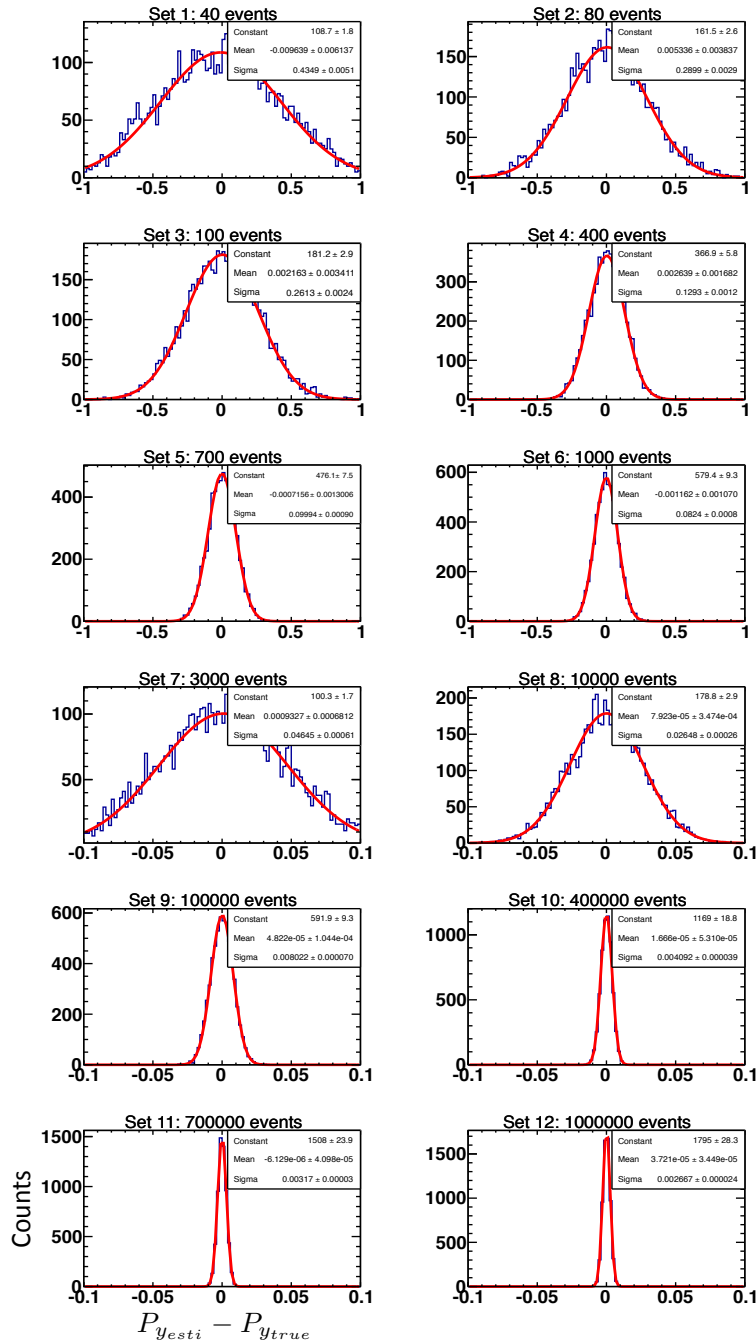 Set 1: 40 events
Constant 108.7 ± 1.8
Mean -0.009639 ± 0.006137
Sigma 0.4349 ± 0.0051
100
50
0
-1 -0.5 0 0.5 1
Set 2: 80 events
Constant 161.5 ± 2.6
Mean 0.005336 ± 0.003837
Sigma 0.2899 ± 0.0029
150
100
50
0
-1 -0.5 0 0.5 1
Set 3: 100 events
Constant 181.2 ± 2.9
Mean 0.002163 ± 0.003411
Sigma 0.2613 ± 0.0024
150
100
50
0
-1 -0.5 0 0.5 1
Set 4: 400 events
Constant 366.9 ± 5.8
Mean 0.002639 ± 0.001682
Sigma 0.1293 ± 0.0012
300
200
100
0
-1 -0.5 0 0.5 1
Set 5: 700 events
Constant 476.1 ± 7.5
Mean -0.0007156 ± 0.0013006
Sigma 0.09994 ± 0.00090
400
200
0
-1 -0.5 0 0.5 1
Set 6: 1000 events
Constant 579.4 ± 9.3
Mean -0.001162 ± 0.001070
Sigma 0.0824 ± 0.0008
600
400
200
0
-1 -0.5 0 0.5 1
Set 7: 3000 events
Constant 100.3 ± 1.7
Mean 0.0009327 ± 0.0006812
Sigma 0.04645 ± 0.00061
100
50
-0.1 -0.05 0 0.05 0.1
Set 8: 10000 events
Constant 178.8 ± 2.9
Mean 7.923e-05 ± 3.474e-04
Sigma 0.02648 ± 0.00026
200
150
100
50
0
-0.1 -0.05 0 0.05 0.1
Set 9: 100000 events
Constant 591.9 ± 9.3
Mean 4.822e-05 ± 1.044e-04
Sigma 0.008022 ± 0.000070
600
400
200
0
-0.1 -0.05 0 0.05 0.1
Set 10: 400000 events
Constant 1169 ± 18.8
Mean 1.666e-05 ± 5.310e-05
Sigma 0.004092 ± 0.000039
1000
500
0
-0.1 -0.05 0 0.05 0.1
Set 11: 700000 events
Constant 1508 ± 23.9
Mean -6.129e-06 ± 4.098e-05
Sigma 0.00317 ± 0.00003
1500
1000
500
0
-0.1 -0.05 0 0.05 0.1
Set 12: 1000000 events
Constant 1795 ± 28.3
Mean 3.721e-05 ± 3.449e-05
Sigma 0.002667 ± 0.000024
1500
1000
500
0
-0.1 -0.05 0 0.05 0.1
Counts
P_{y_{esti}} − P_{y_{true}}